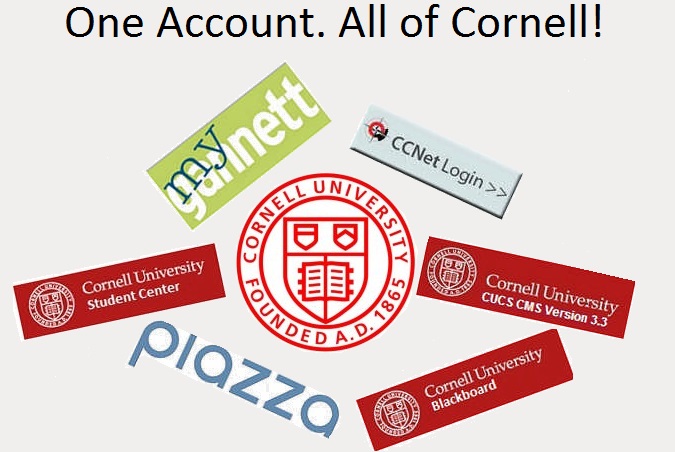 One Account. All of Cornell!
my
gannett
CCNet Login >>
CORNELL UNIVERSITY
FOUNDED A.D. 1865
Cornell University
Student Center
Cornell University
CUCS CMS Version 3.3
piazza
Cornell University
Blackboard